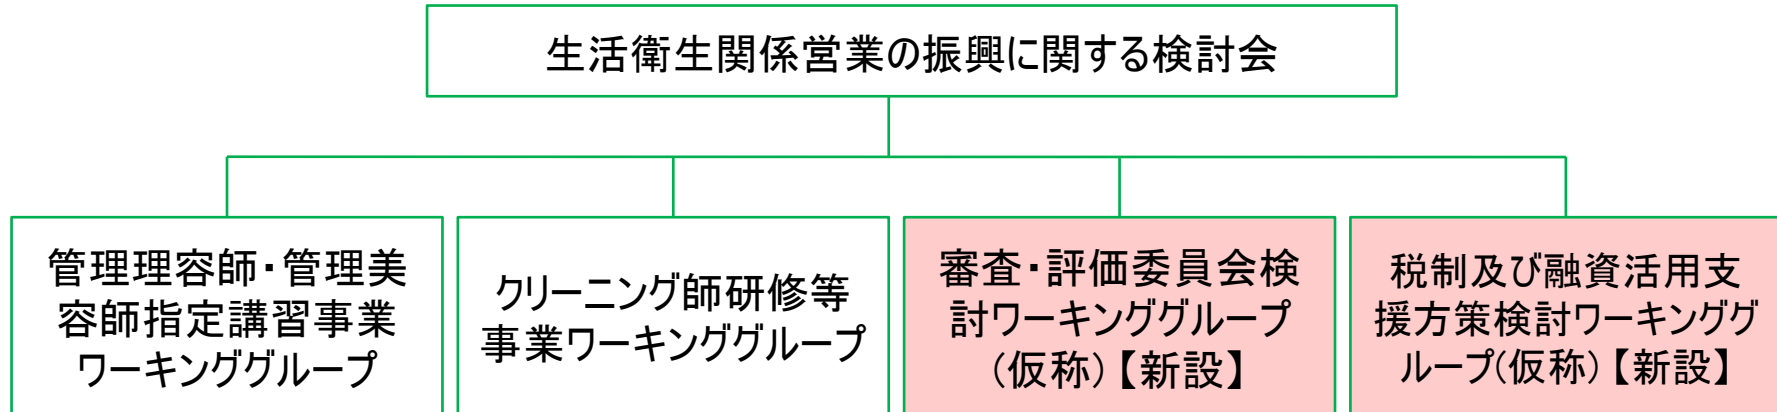 生活衛生関係営業の振興に関する検討会
管理理容師・管理美
容師指定講習事業
ワーキンググループ
クリーニング師研修等
事業ワーキンググループ
審査・評価委員会検
討ワーキンググループ
(仮称)【新設】
税制及び融資活用支
援方策検討ワーキンググ
ループ(仮称)【新設】